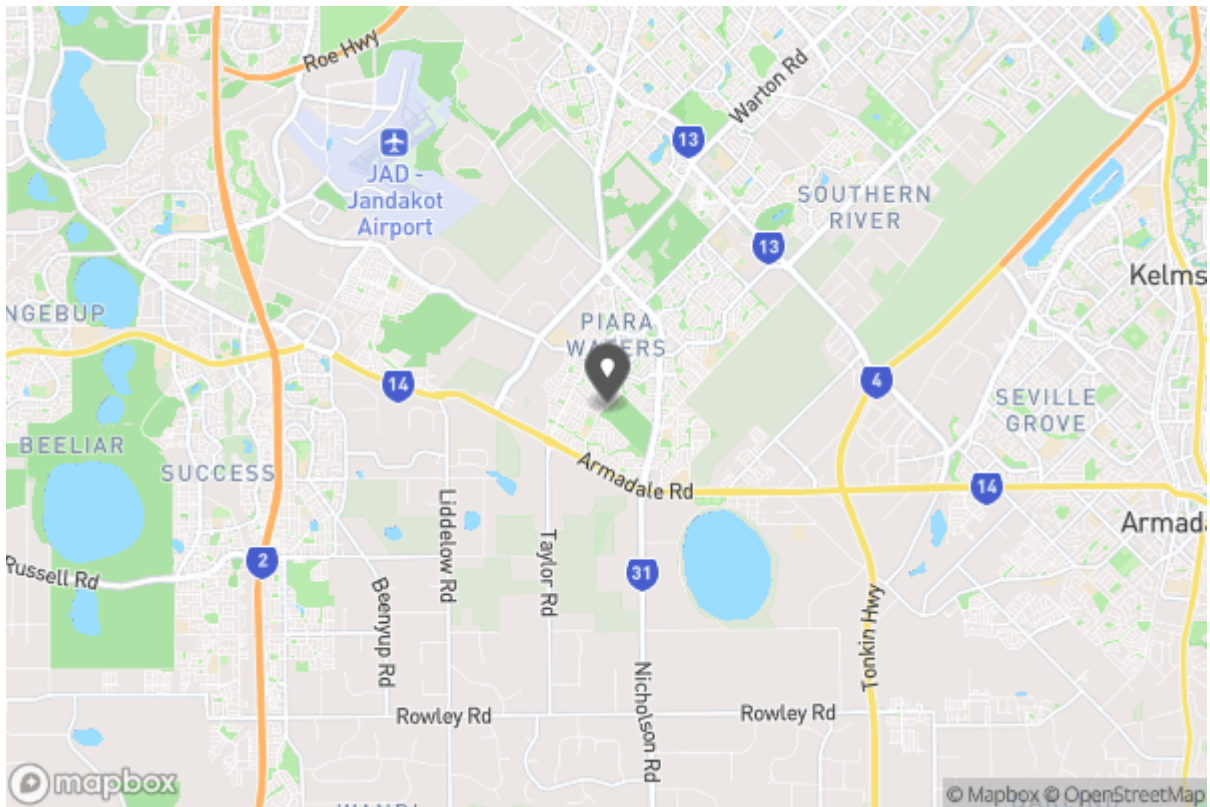 Roe Hwy
Warton Rd
13
JAD -
Jandakot
Airport
SOUTHERN
RIVER
13
Kelms
NGEBUP
PIARA
WATERS
14
4
SEVILLE
GROVE
BEELIAR
SUCCESS
Armadale Rd
14
Armada
Liddelow Rd
Taylor Rd
2
31
Russell Rd
Beenyup Rd
Tonkin Hwy
Nicholson Rd
Rowley Rd
Rowley Rd
mapbox
© Mapbox © OpenStreetMap